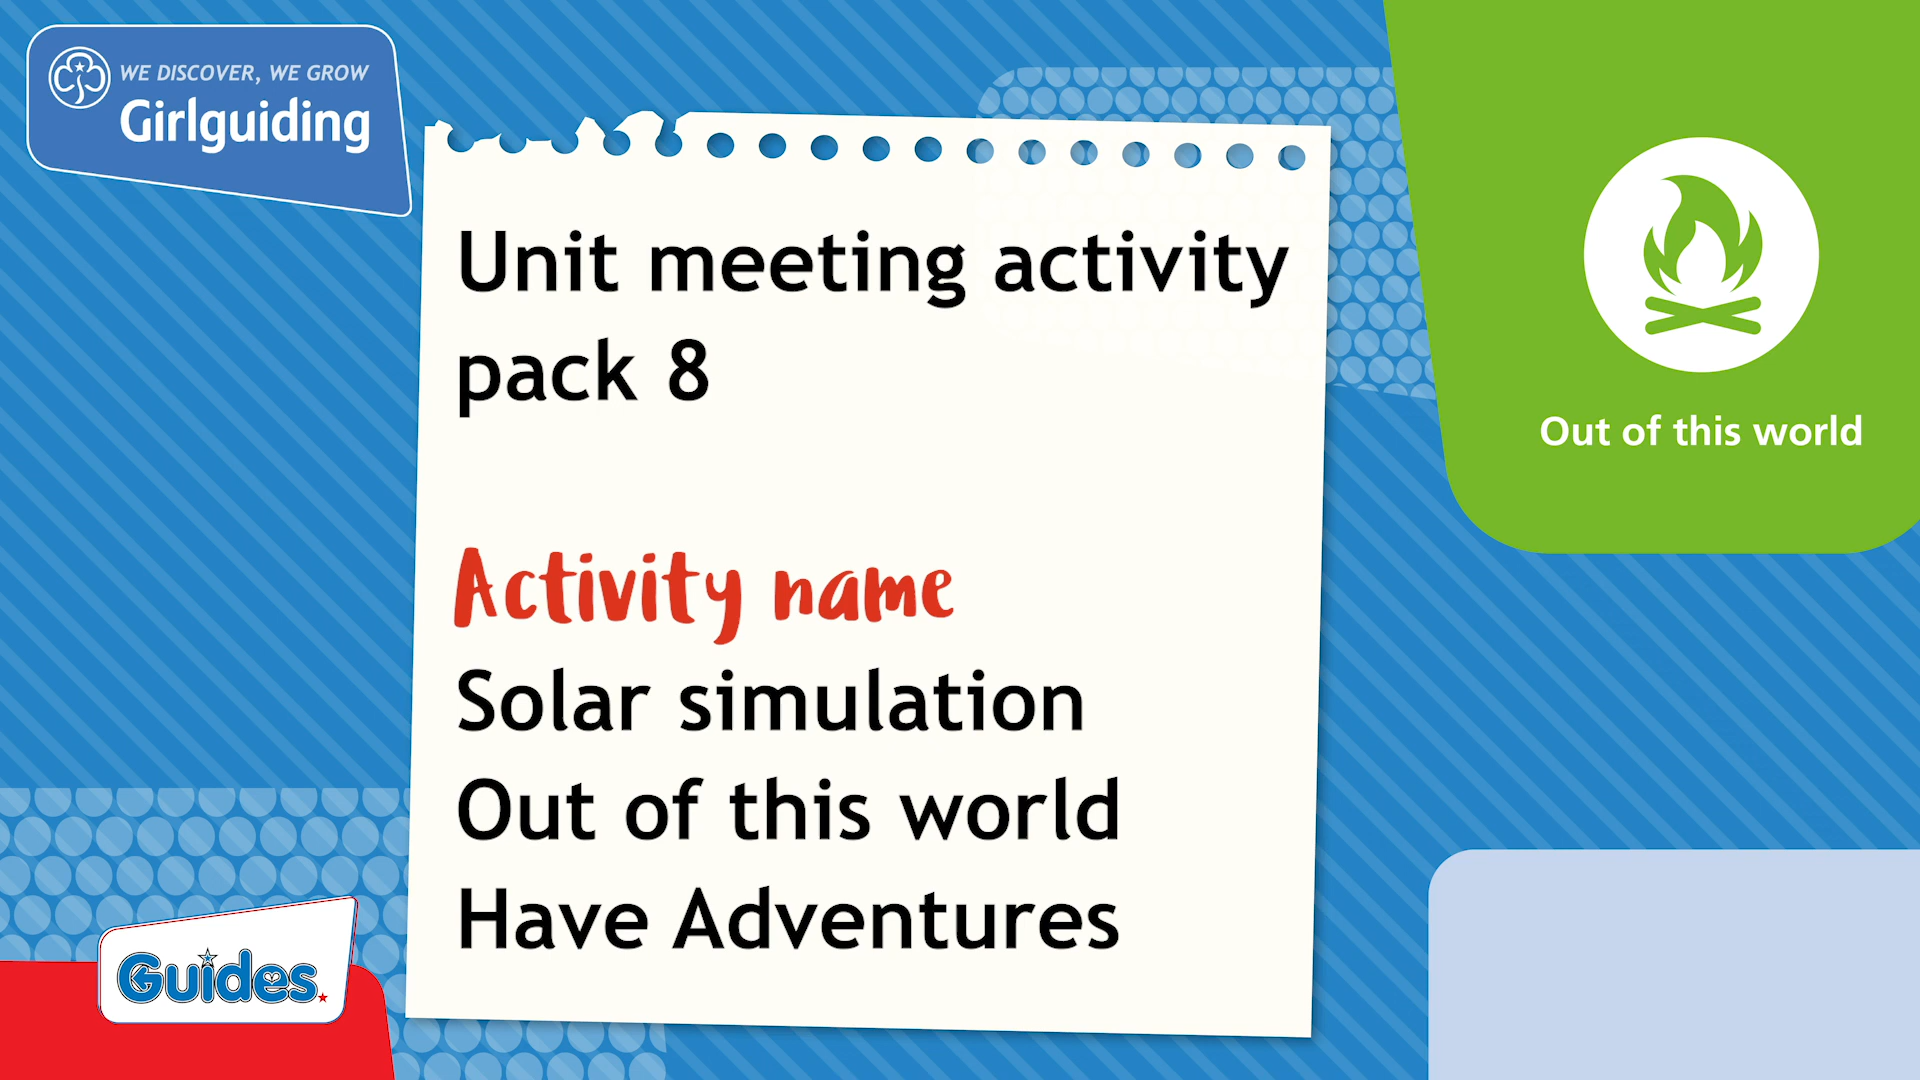 WE DISCOVER, WE GROW
Girlguiding
Unit meeting activity
pack 8
Out of this world
Activity name
Solar simulation
Out of this world
Have Adventures
Guides